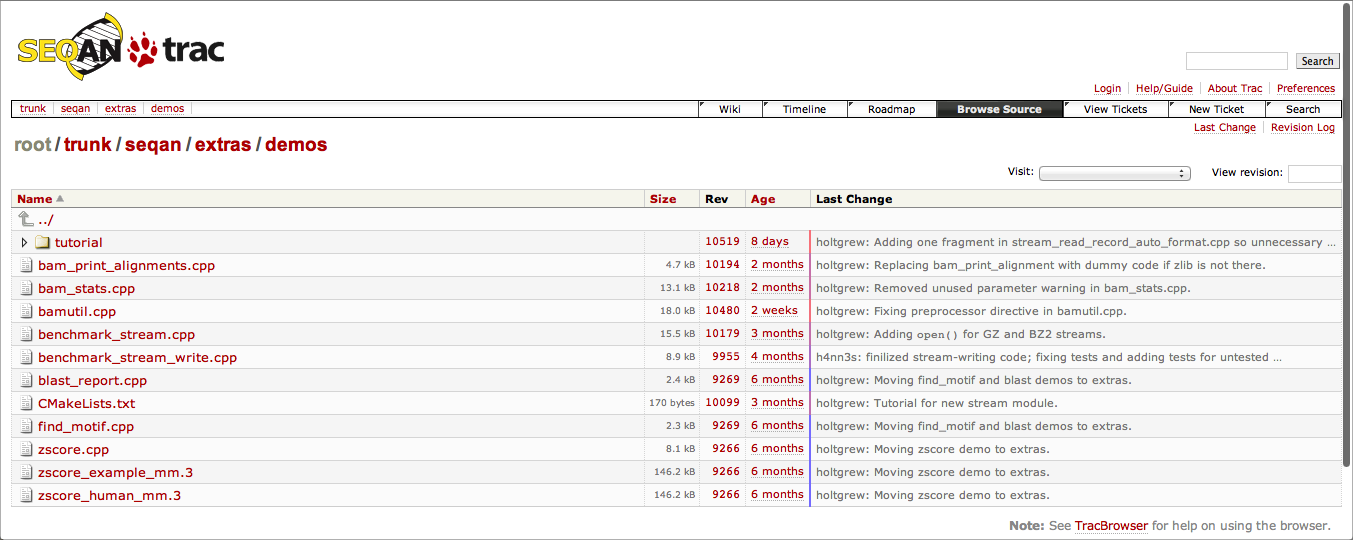 SEQAN trac
Search
Login Help/Guide About Trac Preferences
trunk seqan extras demos Wiki Timeline Roadmap Browse Source View Tickets New Ticket Search
Last Change Revision Log
root/trunk/seqan/extras/demos
Visit: View revision:
Name Size Rev Age Last Change
../
tutorial 10519 8 days holtgrew: Adding one fragment in stream_read_record_auto_format.cpp so unnecessary …
bam_print_alignments.cpp 4.7 kB 10194 2 months holtgrew: Replacing bam_print_alignment with dummy code if zlib is not there.
bam_stats.cpp 13.1 kB 10218 2 months holtgrew: Removed unused parameter warning in bam_stats.cpp.
bamutil.cpp 18.0 kB 10480 2 weeks holtgrew: Fixing preprocessor directive in bamutil.cpp.
benchmark_stream.cpp 15.5 kB 10179 3 months holtgrew: Adding open() for GZ and BZ2 streams.
benchmark_stream_write.cpp 8.9 kB 9955 4 months h4nn3s: finilized stream-writing code; fixing tests and adding tests for untested …
blast_report.cpp 2.4 kB 9269 6 months holtgrew: Moving find_motif and blast demos to extras.
CMakeLists.txt 170 bytes 10099 3 months holtgrew: Tutorial for new stream module.
find_motif.cpp 2.3 kB 9269 6 months holtgrew: Moving find_motif and blast demos to extras.
zscore.cpp 8.1 kB 9266 6 months holtgrew: Moving zscore demo to extras.
zscore_example_mm.3 146.2 kB 9266 6 months holtgrew: Moving zscore demo to extras.
zscore_human_mm.3 146.2 kB 9266 6 months holtgrew: Moving zscore demo to extras.
Note: See TracBrowser for help on using the browser.